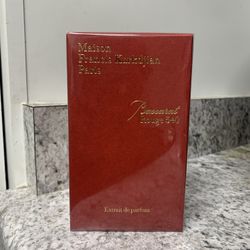 Maison
Francis Kurkdjian
Paris
Baccarat
Rouge 540
Extrait de parfum